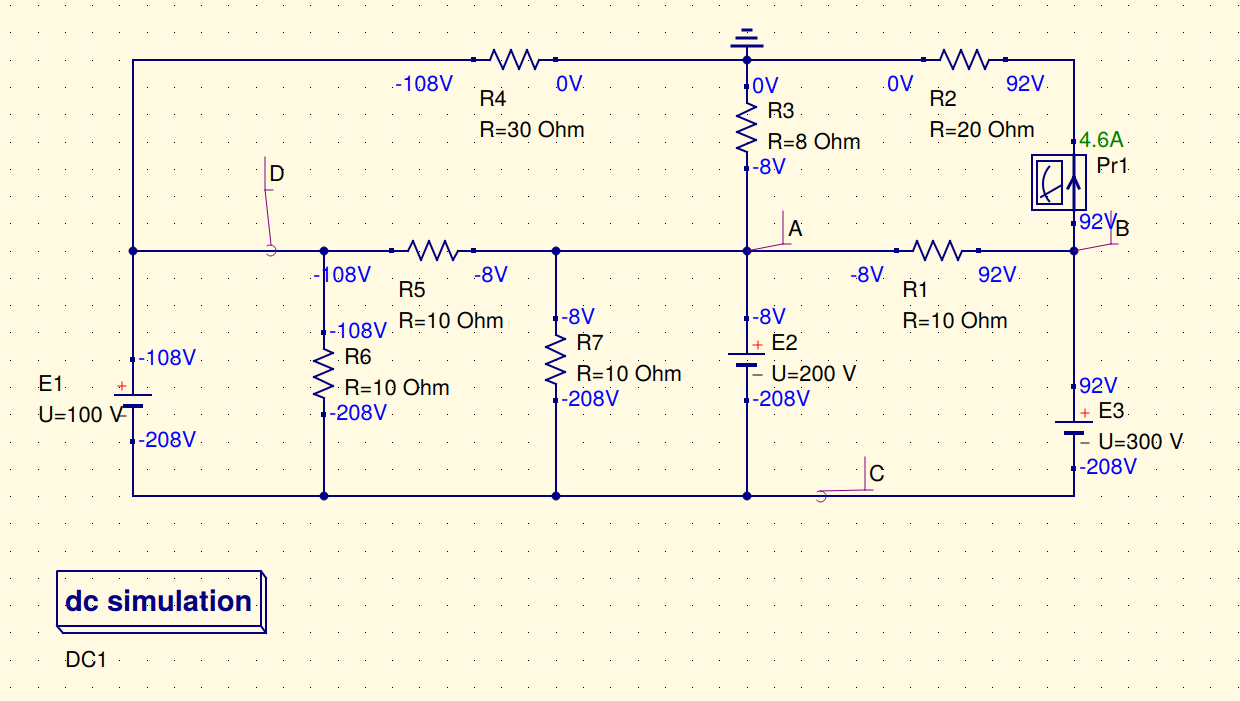 -108V
0V
0V
0V
92V
R4
R=30 Ohm
R3
R=8 Ohm
-8V
R2
R=20 Ohm
4.6A
Pr1
92V
D
A
B
-108V
-8V
-8V
92V
R5
R=10 Ohm
R1
R=10 Ohm
-108V
-8V
-8V
R6
R=10 Ohm
-208V
R7
R=10 Ohm
-208V
+
E2
U=200 V
–
-208V
-108V
E1
+
U=100 V
–
-208V
92V
+
E3
–
U=300 V
-208V
C
dc simulation
DC1